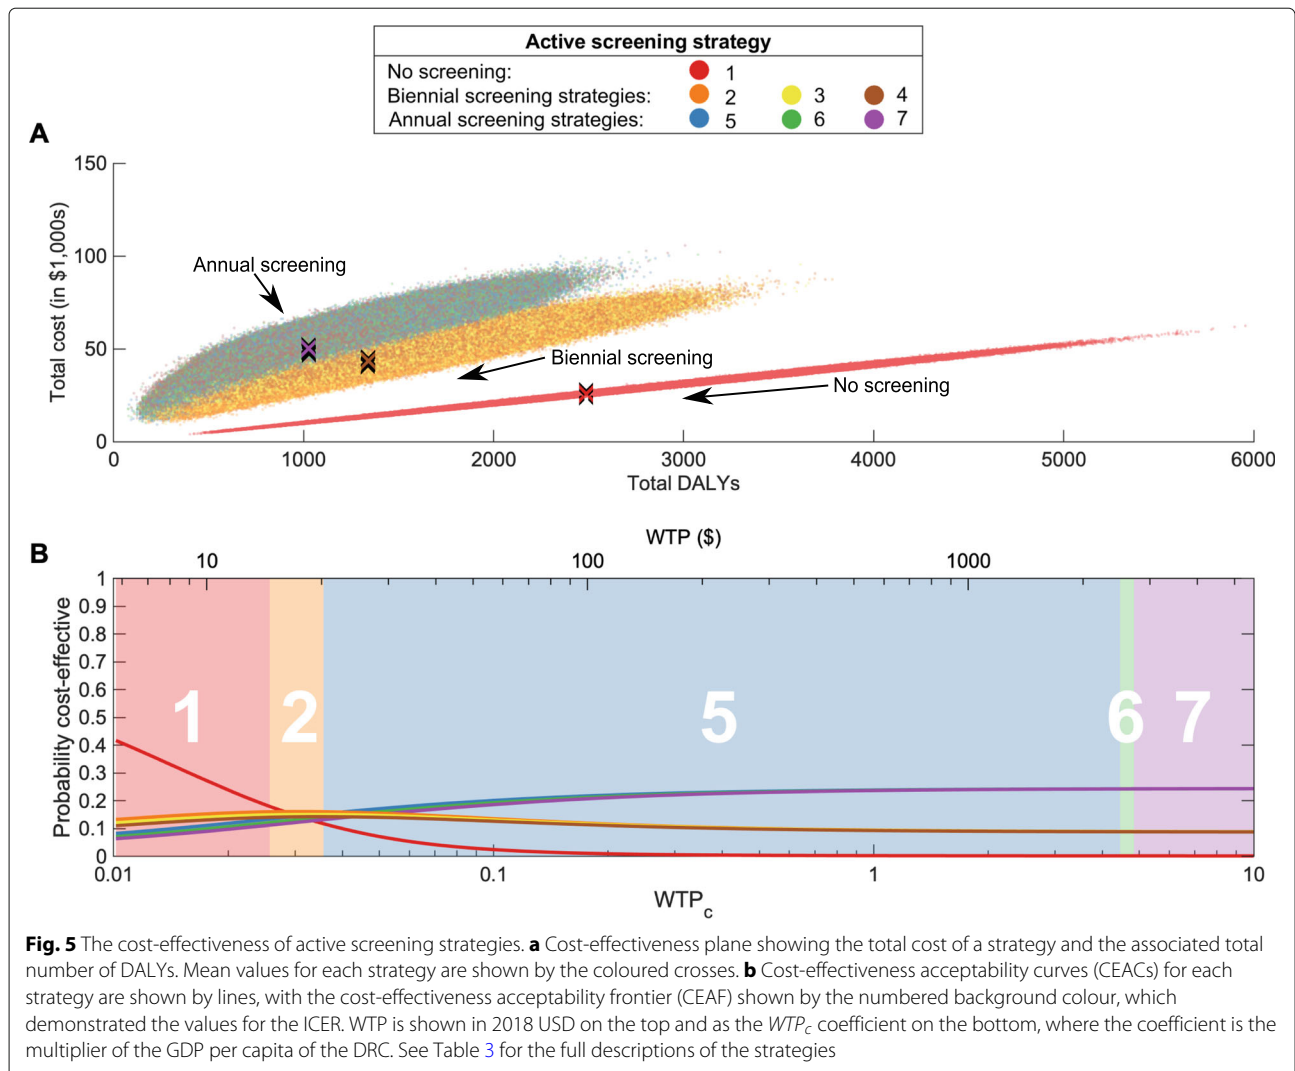 Active screening strategy
No screening: 1
Biennial screening strategies: 2 3 4
Annual screening strategies: 5 6 7
A
150
100
50
0
Total cost (in $1,000s)
Annual screening
Biennial screening
No screening
0 1000 2000 3000 4000 5000 6000
Total DALYs
B
WTP ($)
10 100 1000
1
0.9
0.8
0.7
0.6
0.5
0.4
0.3
0.2
0.1
0
Probability cost-effective
1 2 5 6 7
0.01 0.1 1 10
WTPc
Fig. 5 The cost-effectiveness of active screening strategies. a Cost-effectiveness plane showing the total cost of a strategy and the associated total
number of DALYs. Mean values for each strategy are shown by the coloured crosses. b Cost-effectiveness acceptability curves (CEACs) for each
strategy are shown by lines, with the cost-effectiveness acceptability frontier (CEAF) shown by the numbered background colour, which
demonstrated the values for the ICER. WTP is shown in 2018 USD on the top and as the WTPc coefficient on the bottom, where the coefficient is the
multiplier of the GDP per capita of the DRC. See Table 3 for the full descriptions of the strategies